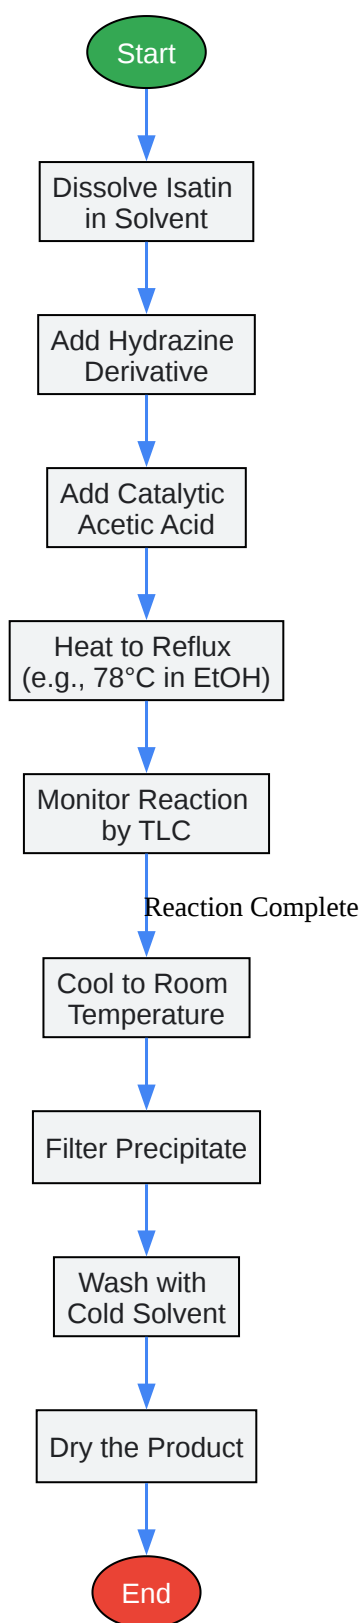 Start
Dissolve Isatin
in Solvent
Add Hydrazine
Derivative
Add Catalytic
Acetic Acid
Heat to Reflux
(e.g., 78°C in EtOH)
Monitor Reaction
by TLC
Reaction Complete
Cool to Room
Temperature
Filter Precipitate
Wash with
Cold Solvent
Dry the Product
End